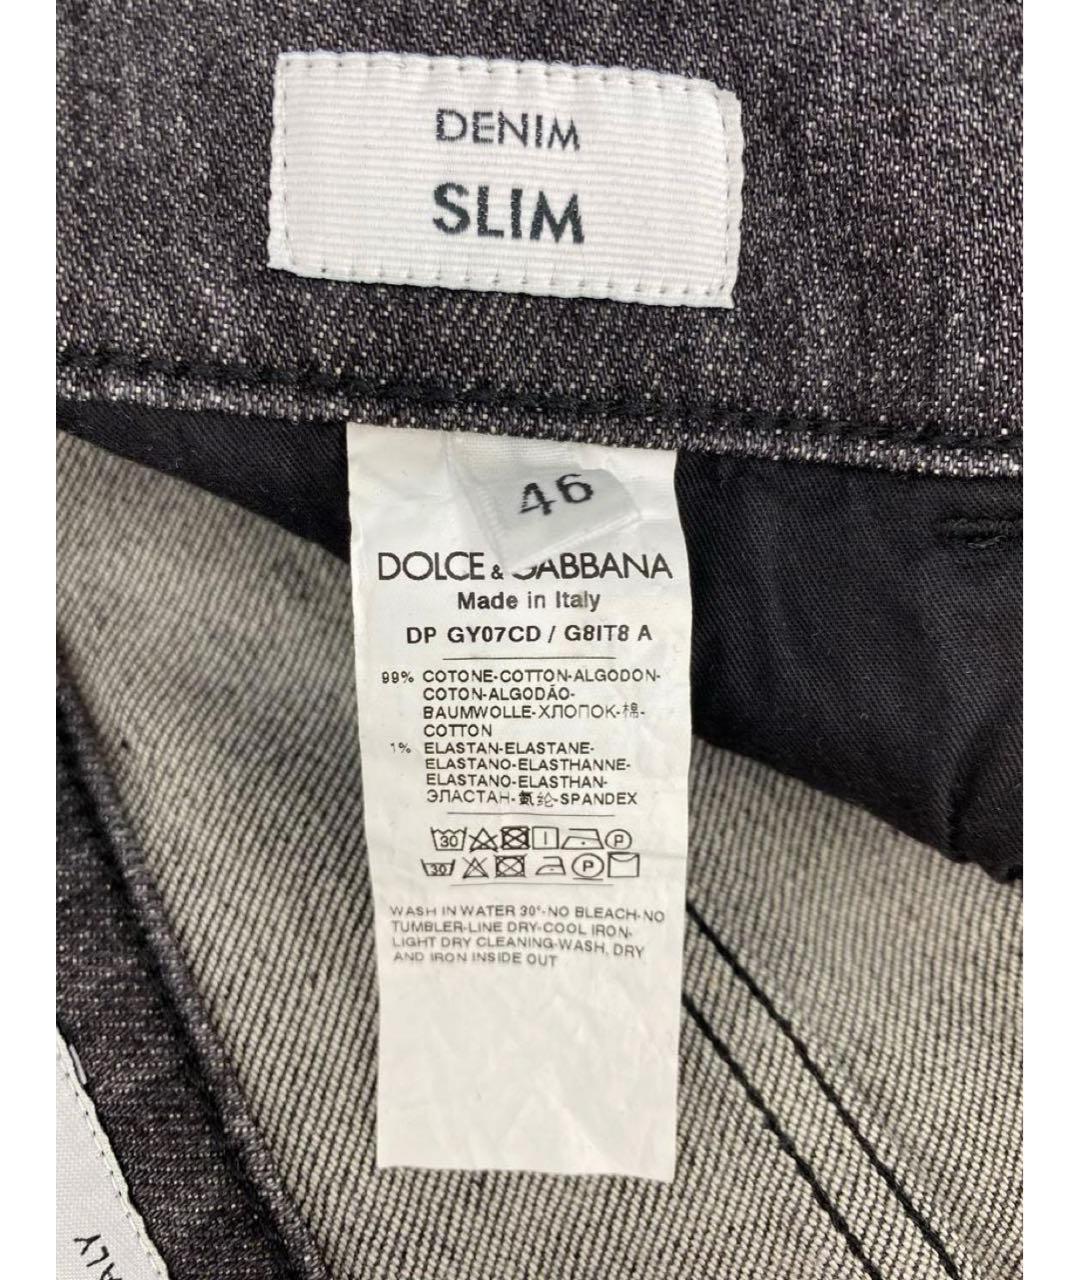 DENIM
SLIM
46
DOLCE & GABBANA
Made in Italy
DP GY07CD / G8IT8 A
99% COTONE-COTTON-ALGODON-
COTON-ALGODÃO-
BAUMWOLLE-ХЛОПОК-棉-
COTTON
1% ELASTAN-ELASTANE-
ELASTANO-ELASTHANNE-
ELASTANO-ELASTHAN-
ЭЛАСТАН-氨纶-SPANDEX
30 P
30 P
WASH IN WATER 30°-NO BLEACH-NO
TUMBLER-LINE DRY-COOL IRON-
LIGHT DRY CLEANING-WASH, DRY
AND IRON INSIDE OUT